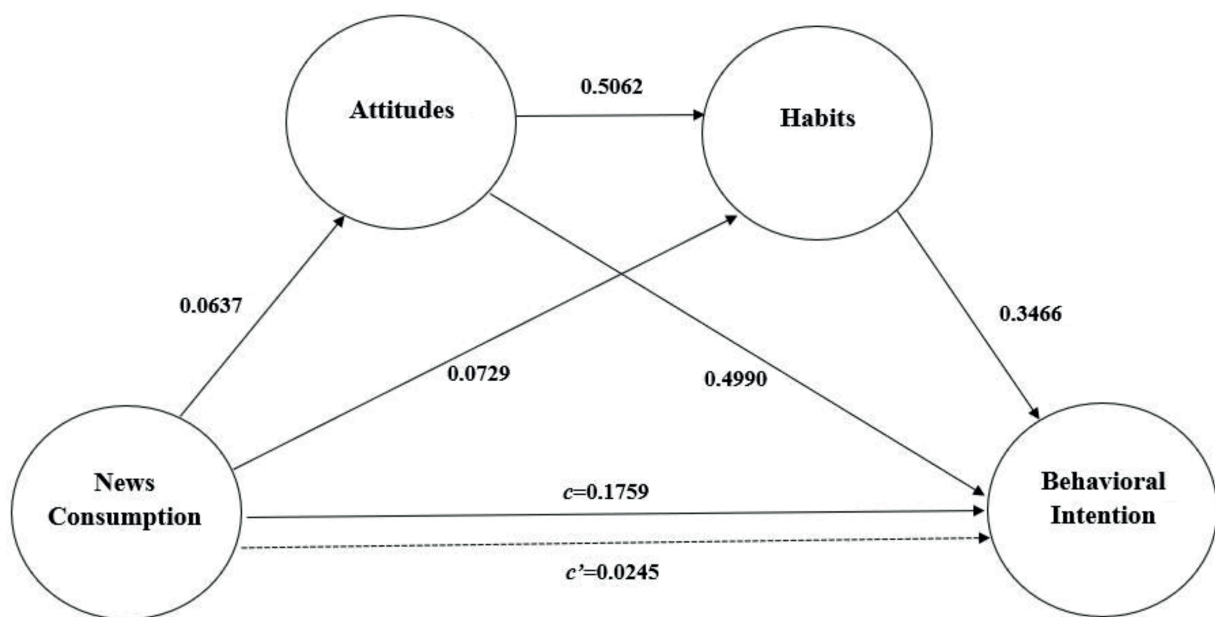 0.5062
Attitudes
Habits
0.0637
0.3466
0.0729
0.4990
News
Consumption
c=0.1759
Behavioral
Intention
c’=0.0245